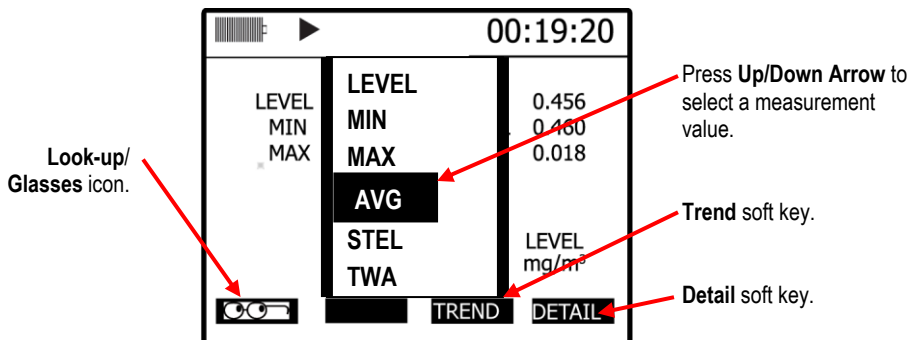 00:19:20
LEVEL
MIN
MAX
LEVEL
MIN
MAX
AVG
STEL
TWA
0.456
0.460
0.018
LEVEL
mg/m³
TREND
DETAIL
Look-up/
Glasses icon.
Press Up/Down Arrow to
select a measurement
value.
Trend soft key.
Detail soft key.